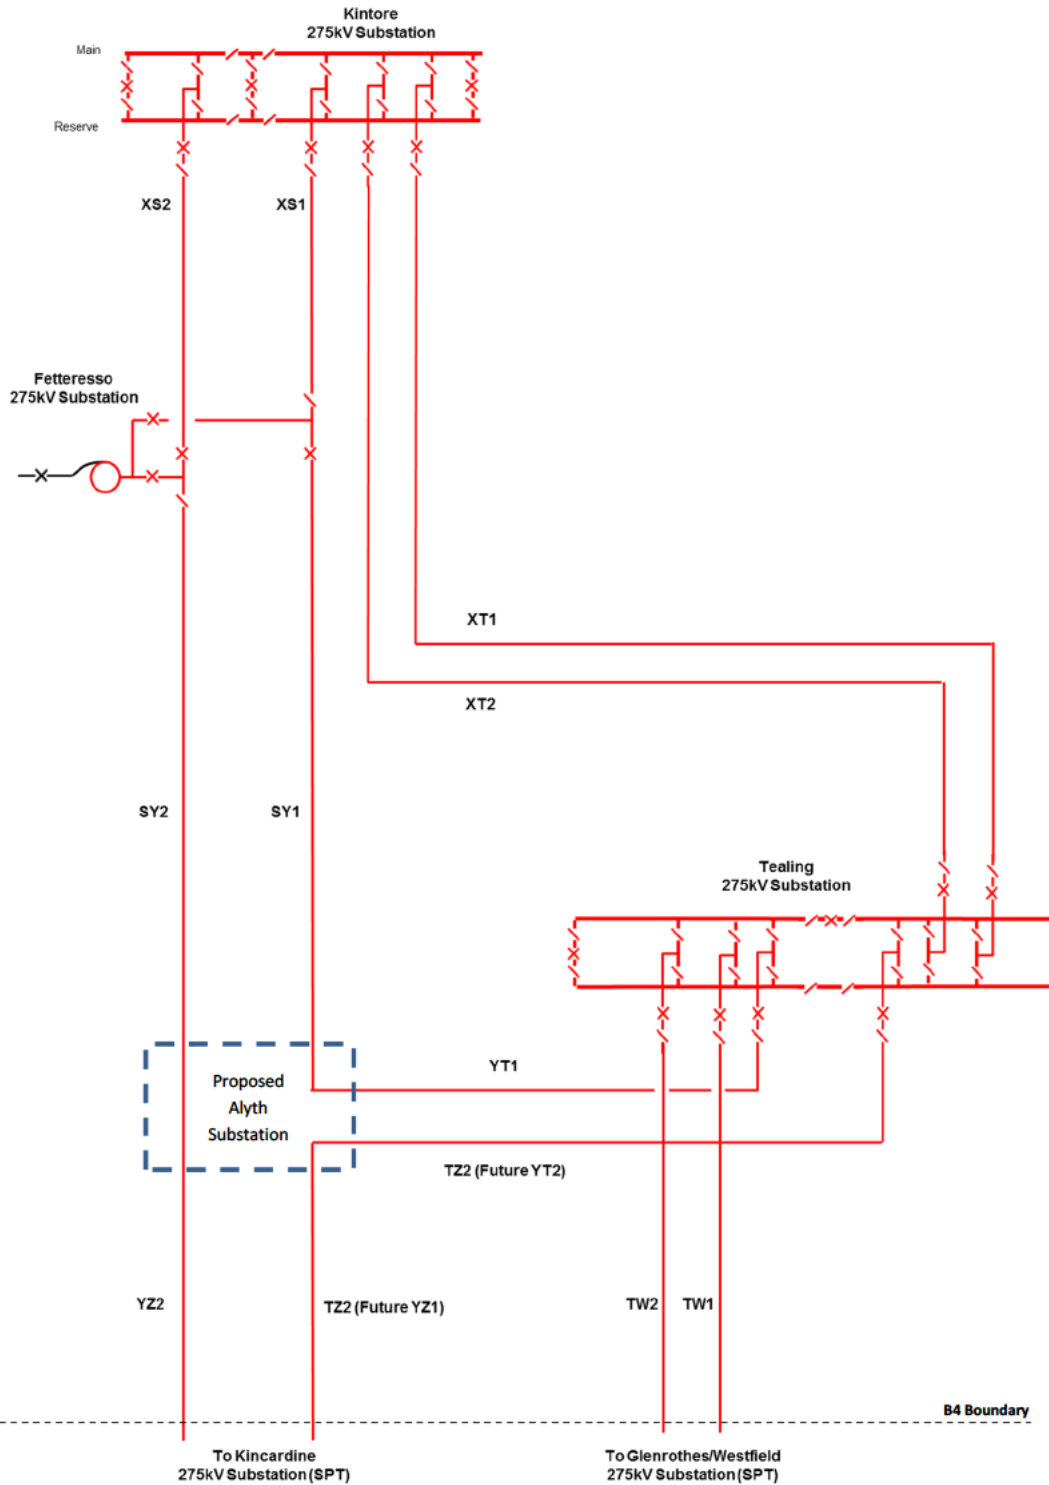 Kintore
275kV Substation
Main
Reserve
XS2
XS1
Fetteresso
275kV Substation
XT1
XT2
SY2
SY1
Tealing
275kV Substation
Proposed
Alyth
Substation
YT1
TZ2 (Future YT2)
YZ2
TZ2 (Future YZ1)
TW2
TW1
B4 Boundary
To Kincardine
275kV Substation (SPT)
To Glenrothes/Westfield
275kV Substation (SPT)